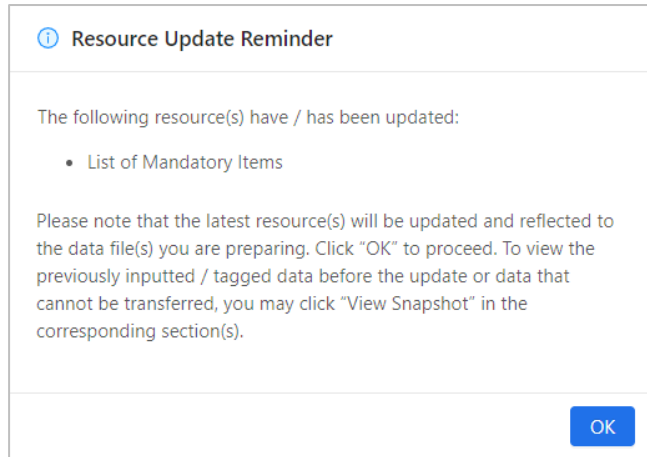 Resource Update Reminder
The following resource(s) have / has been updated:
• List of Mandatory Items
Please note that the latest resource(s) will be updated and reflected to
the data file(s) you are preparing. Click “OK” to proceed. To view the
previously inputted / tagged data before the update or data that
cannot be transferred, you may click “View Snapshot” in the
corresponding section(s).
OK